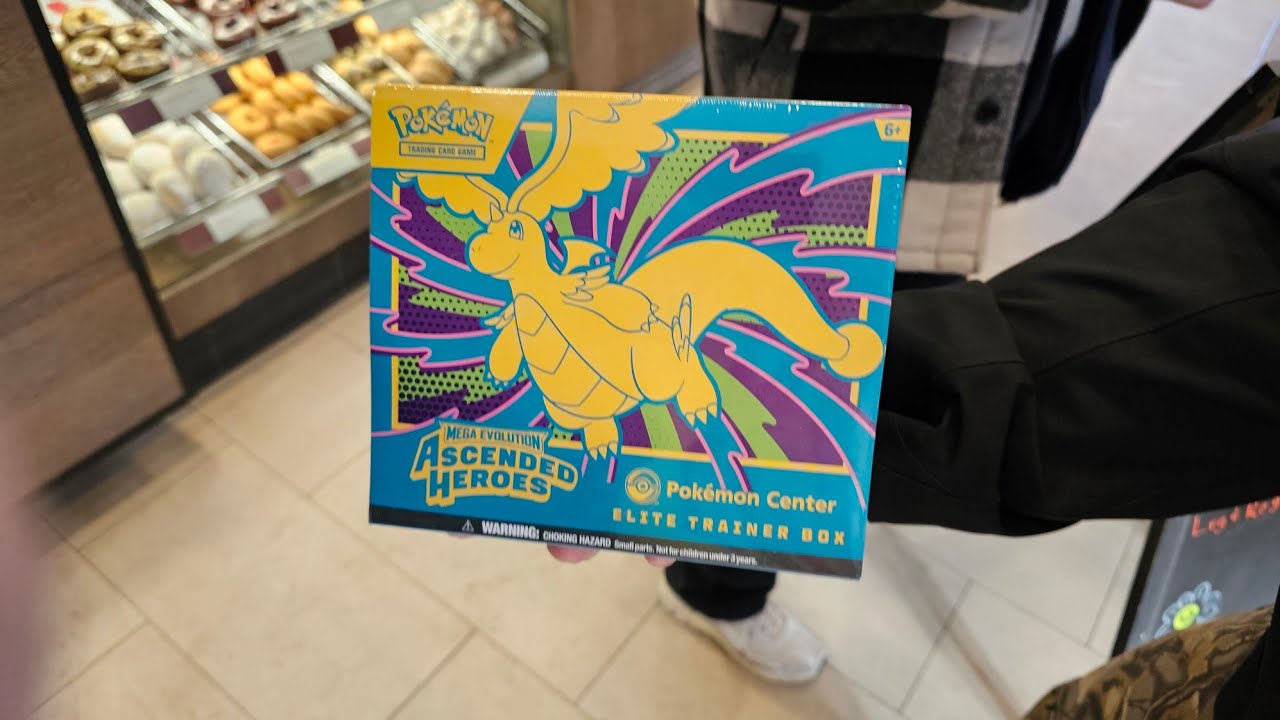 POKéMON
TRADING CARD GAME
6+
MEGA EVOLUTION
ASCENDED
HEROES
Pokémon Center
ELITE TRAINER BOX
WARNING: CHOKING HAZARD Small parts. Not for children under 3 years.